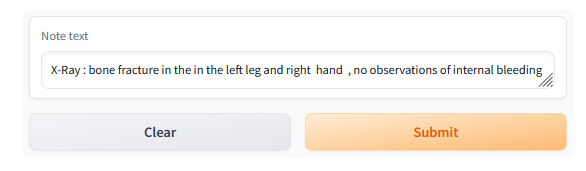 Note text
X-Ray : bone fracture in the in the left leg and right  hand  , no observations of internal bleeding
Clear
Submit